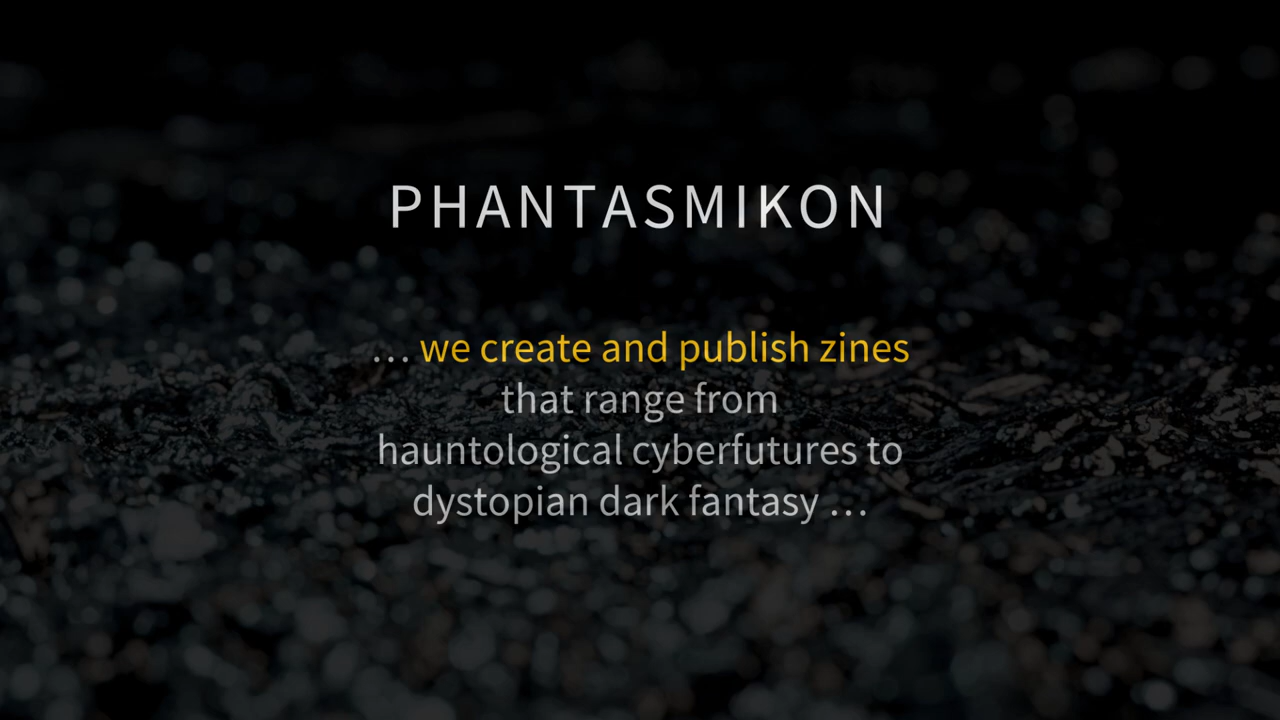 PHANTASMIKON
… we create and publish zines
that range from
hauntological cyberfutures to
dystopian dark fantasy …